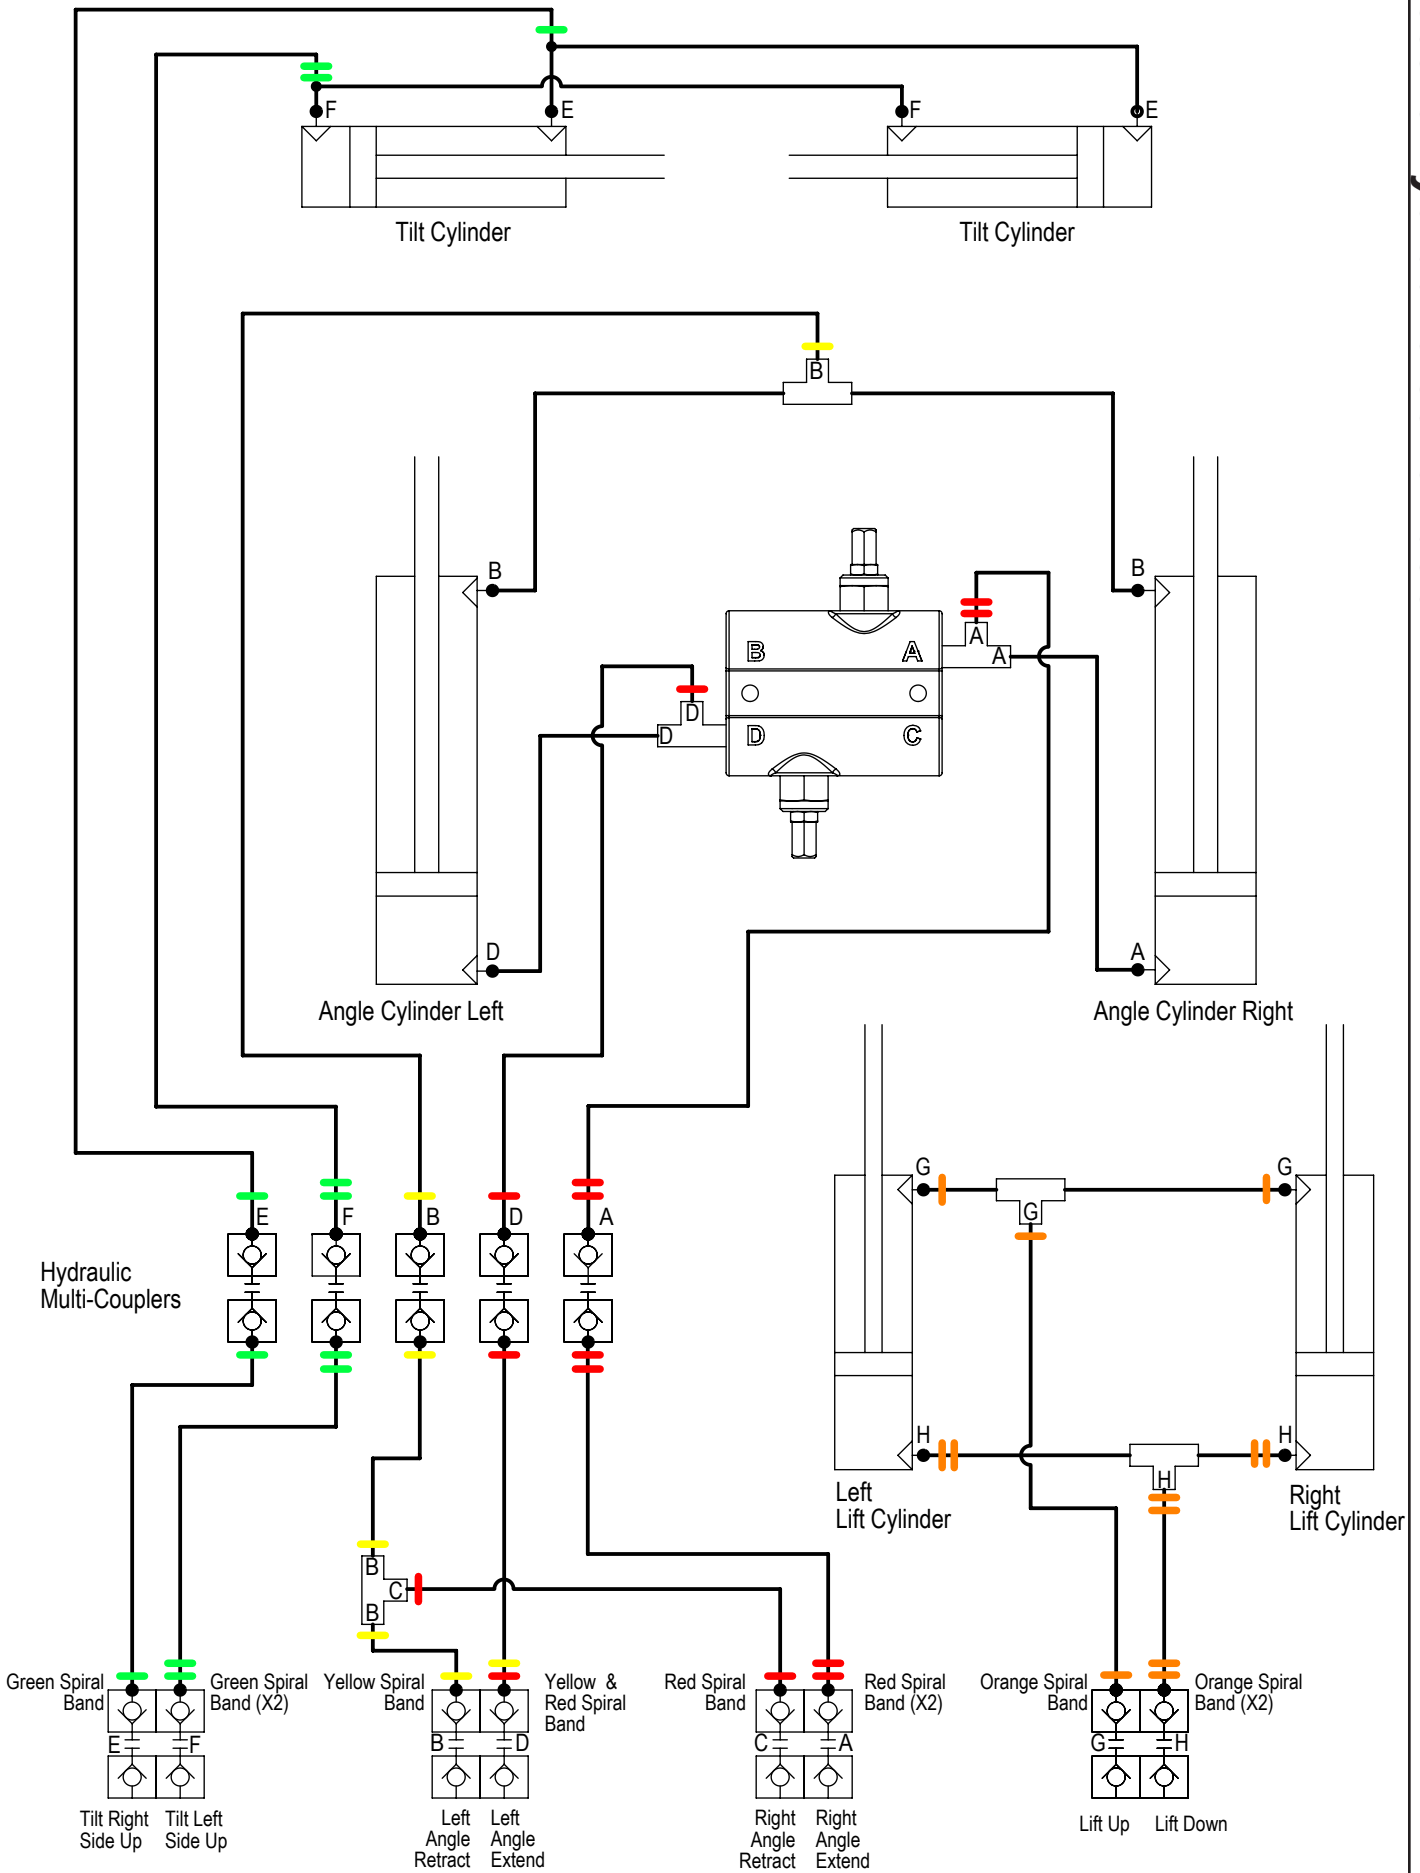 F
E
F
E
Tilt Cylinder
Tilt Cylinder
B
B
B
A
B
A
A
D
D
D
C
D
A
Angle Cylinder Left
Angle Cylinder Right
G
G
E
F
B
D
A
G
Hydraulic
Multi-Couplers
H
H
H
Left
Lift Cylinder
Right
Lift Cylinder
B
C
B
Green Spiral
Band
Green Spiral
Band (X2)
Yellow Spiral
Band
Yellow &
Red Spiral
Band
Red Spiral
Band
Red Spiral
Band (X2)
Orange Spiral
Band
Orange Spiral
Band (X2)
E
F
B
D
C
A
G
H
Tilt Right
Side Up
Tilt Left
Side Up
Left
Angle
Retract
Left
Angle
Extend
Right
Angle
Retract
Right
Angle
Extend
Lift Up
Lift Down